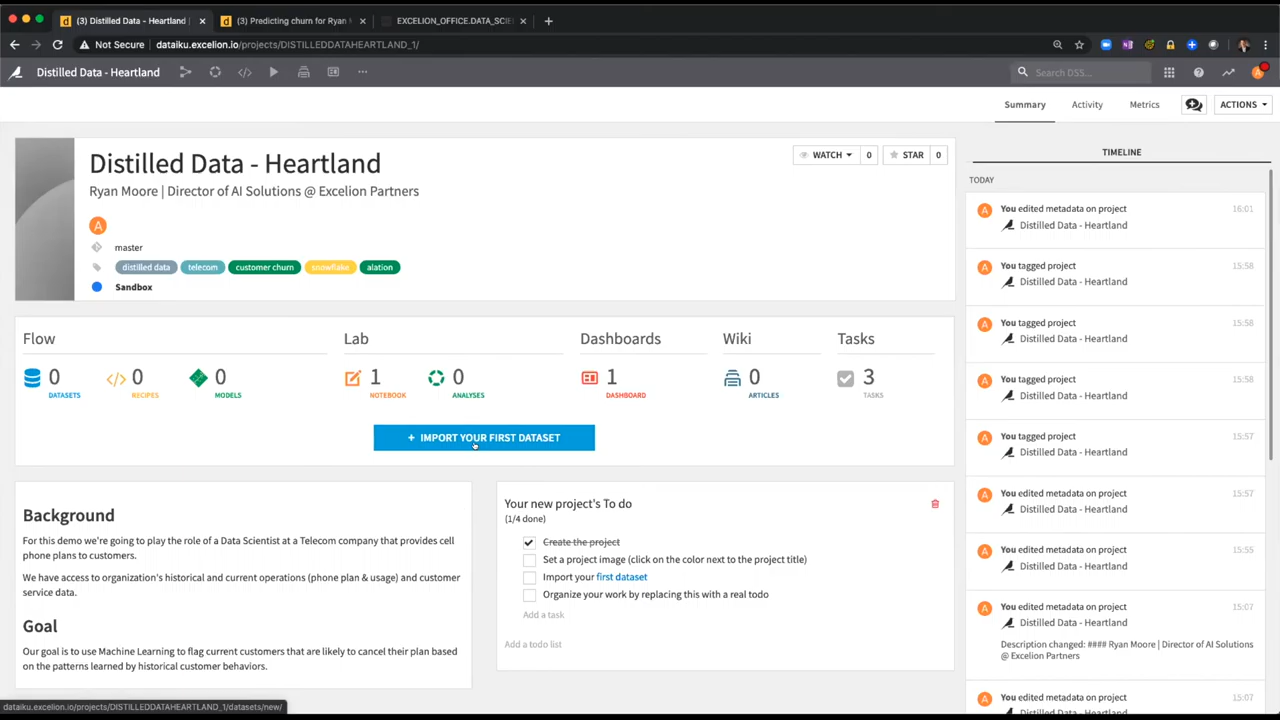 (3) Distilled Data - Heartland
(3) Predicting churn for Ryan M
EXCELION_OFFICE.DATA_SCIE
Not Secure
dataiku.excelion.io/projects/DISTILLEDDATAHEARTLAND_1/
Distilled Data - Heartland
Search DSS...
A
Summary
Activity
Metrics
ACTIONS
Distilled Data - Heartland
Ryan Moore | Director of AI Solutions @ Excelion Partners
WATCH
0
STAR
0
A
master
distilled data
telecom
customer churn
snowflake
alation
Sandbox
Flow
0
DATASETS
0
RECIPES
0
MODELS
Lab
1
NOTEBOOK
0
ANALYSES
Dashboards
1
DASHBOARD
Wiki
0
ARTICLES
Tasks
3
TASKS
+ IMPORT YOUR FIRST DATASET
Background
For this demo we're going to play the role of a Data Scientist at a Telecom company that provides cell
phone plans to customers.
We have access to organization's historical and current operations (phone plan & usage) and customer
service data.
Goal
Our goal is to use Machine Learning to flag current customers that are likely to cancel their plan based
on the patterns learned by historical customer behaviors.
Your new project's To do
(1/4 done)
Create the project
Set a project image (click on the color next to the project title)
Import your first dataset
Organize your work by replacing this with a real todo
Add a task
Add a todo list
TIMELINE
TODAY
A
You edited metadata on project
16:01
Distilled Data - Heartland
A
You tagged project
15:58
Distilled Data - Heartland
A
You tagged project
15:58
Distilled Data - Heartland
A
You tagged project
15:58
Distilled Data - Heartland
A
You tagged project
15:57
Distilled Data - Heartland
A
You edited metadata on project
15:57
Distilled Data - Heartland
A
You edited metadata on project
15:55
Distilled Data - Heartland
A
You edited metadata on project
15:07
Distilled Data - Heartland
Description changed: #### Ryan Moore | Director of AI Solutions
@ Excelion Partners
A
You edited metadata on project
15:07
Distilled Data - Heartland
dataiku.excelion.io/projects/DISTILLEDDATAHEARTLAND_1/datasets/new/